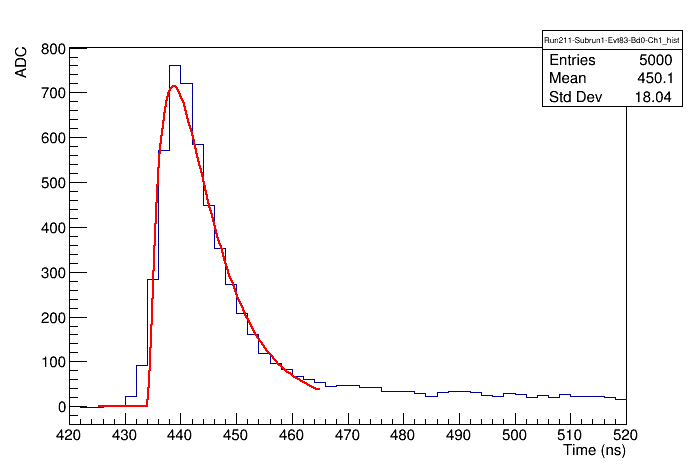 Run211-Subrun1-Evt83-Bd0-Ch1_hist
Entries 5000
Mean 450.1
Std Dev 18.04
ADC
800
700
600
500
400
300
200
100
0
420 430 440 450 460 470 480 490 500 510 520
Time (ns)